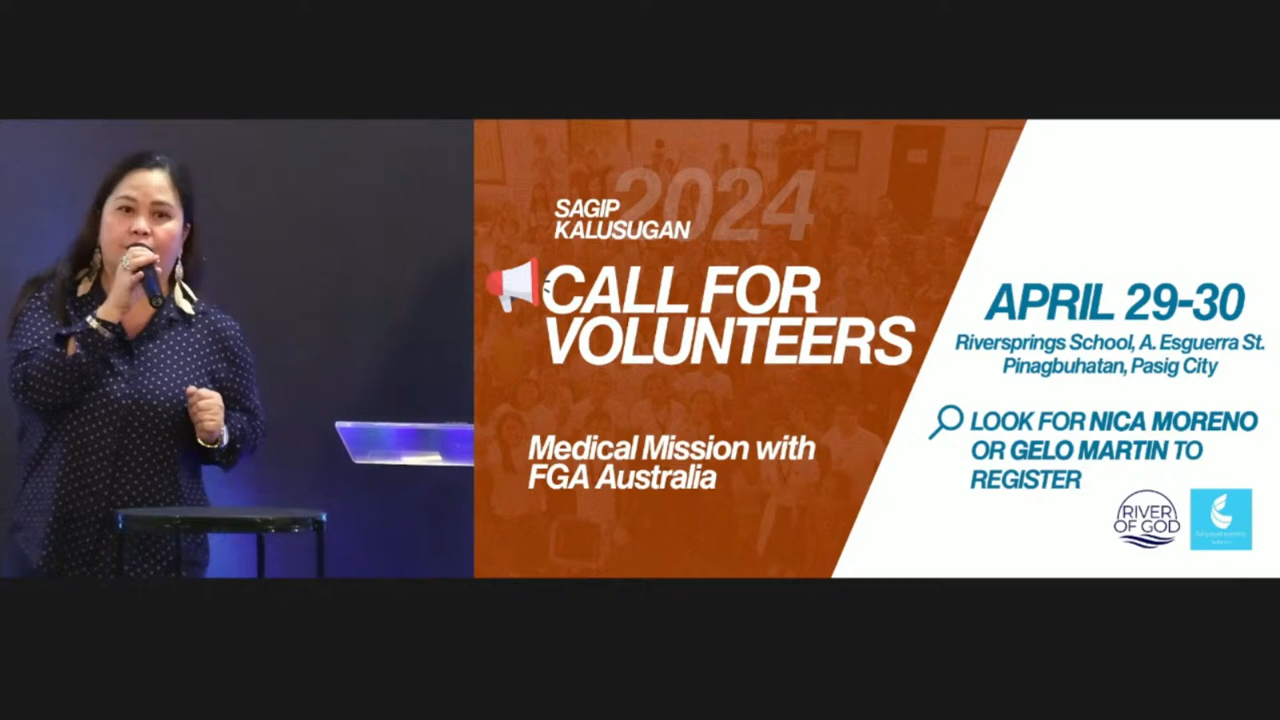 2024
SAGIP
KALUSUGAN
CALL FOR
VOLUNTEERS
Medical Mission with
FGA Australia
APRIL 29-30
Riversprings School, A. Esguerra St.
Pinagbuhatan, Pasig City
LOOK FOR NICA MORENO
OR GELO MARTIN TO
REGISTER
RIVER
OF GOD